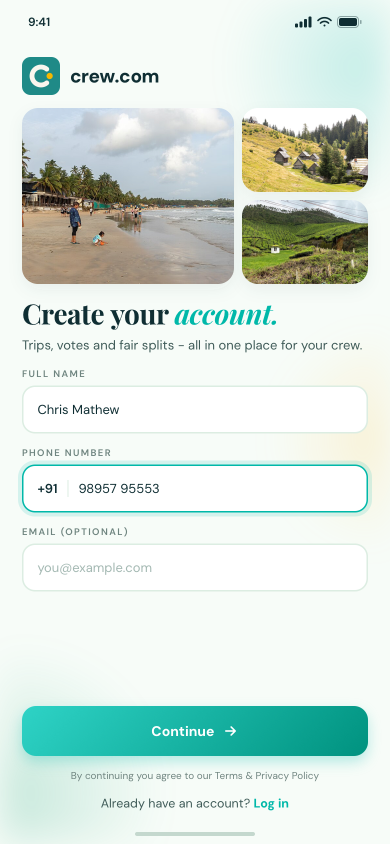 9:41
crew.com
Create your account.
Trips, votes and fair splits - all in one place for your crew.
FULL NAME
Chris Mathew
PHONE NUMBER
+91 98957 95553
EMAIL (OPTIONAL)
you@example.com
Continue →
By continuing you agree to our Terms & Privacy Policy
Already have an account? Log in